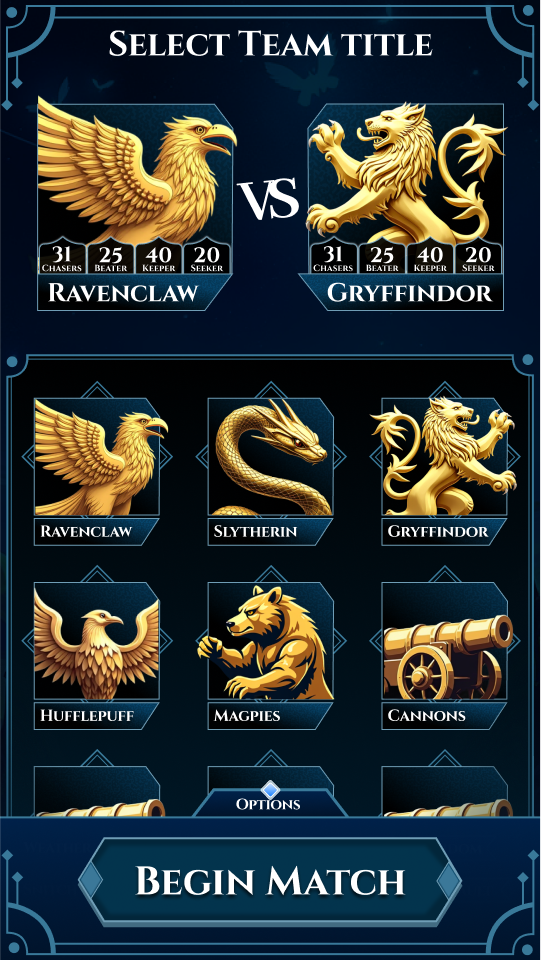 Select Team title
VS
31 25 40 20
Chasers Beater Keeper Seeker
Ravenclaw
31 25 40 20
Chasers Beater Keeper Seeker
Gryffindor
Ravenclaw
Slytherin
Gryffindor
Hufflepuff
Magpies
Cannons
Options
Begin Match